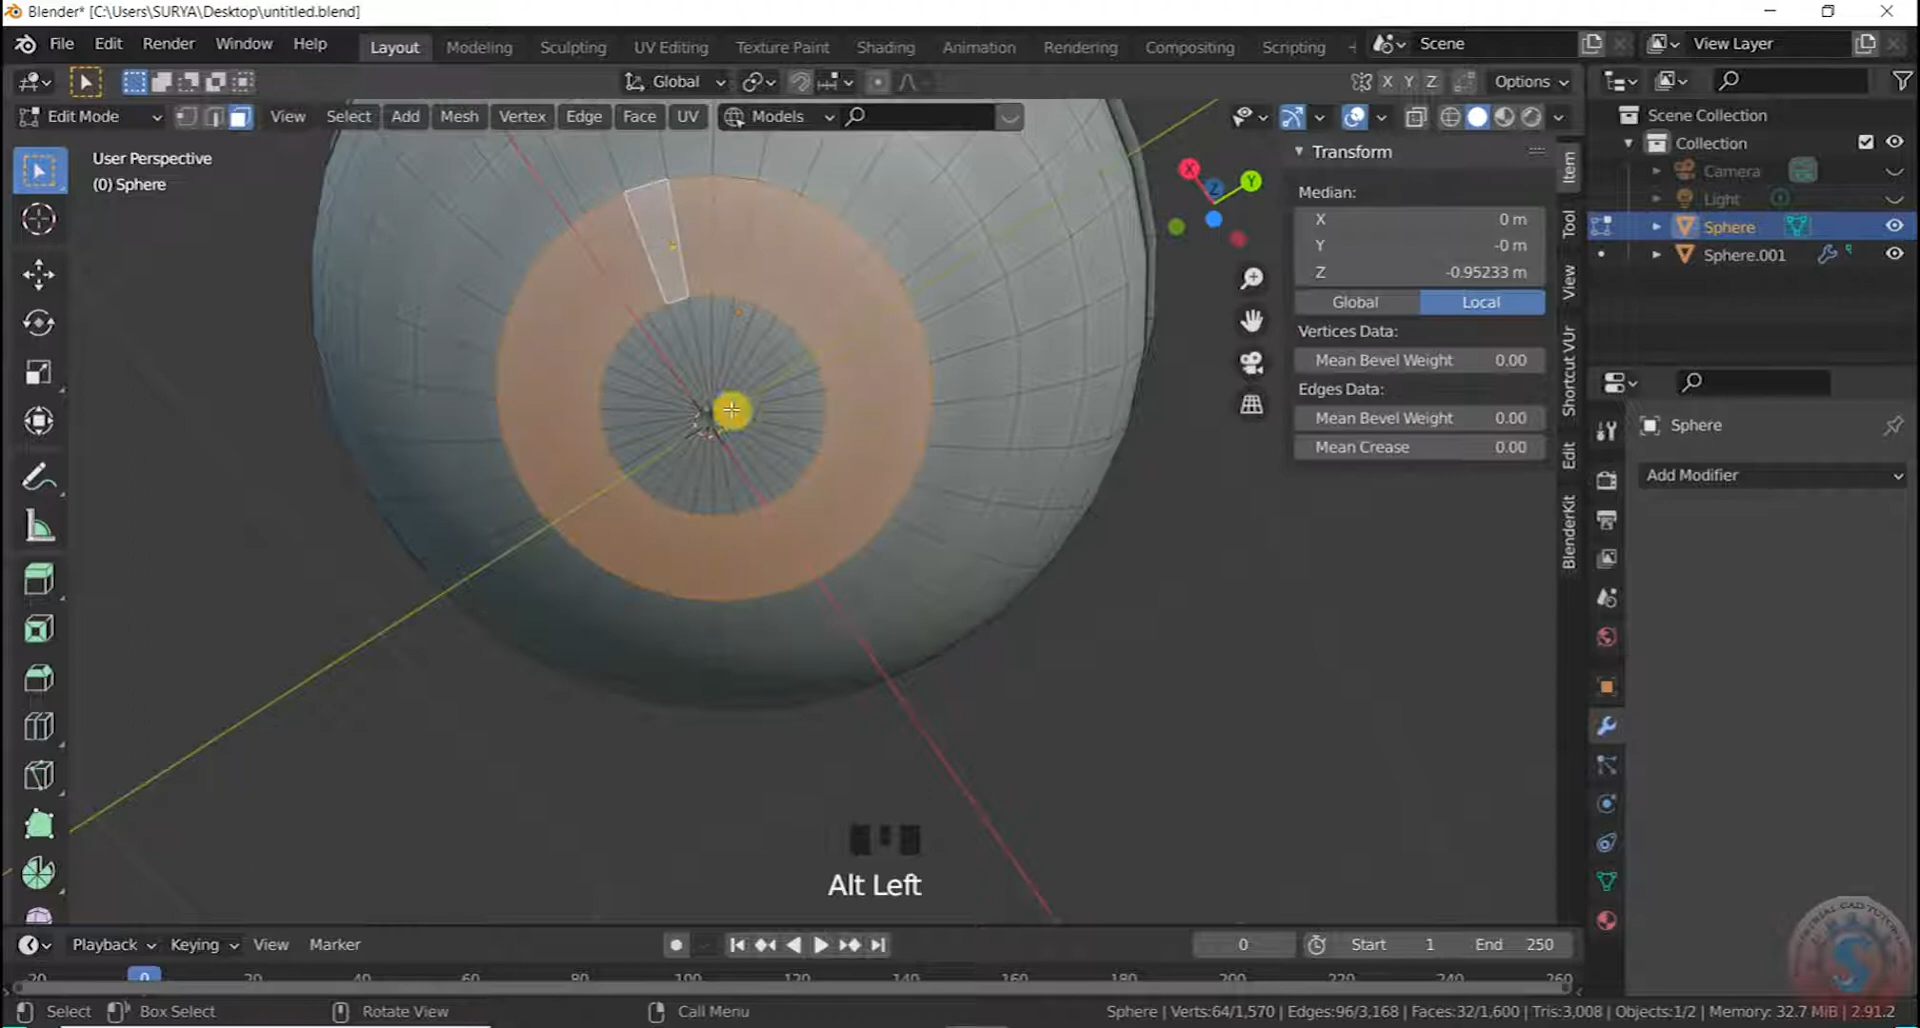 Blender* [C:\Users\SURYA\Desktop\untitled.blend]
File Edit Render Window Help Layout Modeling Sculpting UV Editing Texture Paint Shading Animation Rendering Compositing Scripting Scene View Layer
Global X Y Z Options
Edit Mode View Select Add Mesh Vertex Edge Face UV Models
User Perspective
(0) Sphere
X Y Z
Transform
Median:
X 0 m
Y -0 m
Z -0.95233 m
Global Local
Vertices Data:
Mean Bevel Weight 0.00
Edges Data:
Mean Bevel Weight 0.00
Mean Crease 0.00
Item
Tool
View
Shortcut VUr
Edit
BlenderKit
Scene Collection
Collection
Camera
Light
Sphere
Sphere.001
Sphere
Add Modifier
Alt Left
Playback Keying View Marker 0 Start 1 End 250
0 20 40 60 80 100 120 140 160 180 200 220 240 260
Select Box Select Rotate View Call Menu Sphere | Verts:64/1,570 | Edges:96/3,168 | Faces:32/1,600 | Tris:3,008 | Objects:1/2 | Memory: 32.7 MiB | 2.91.2